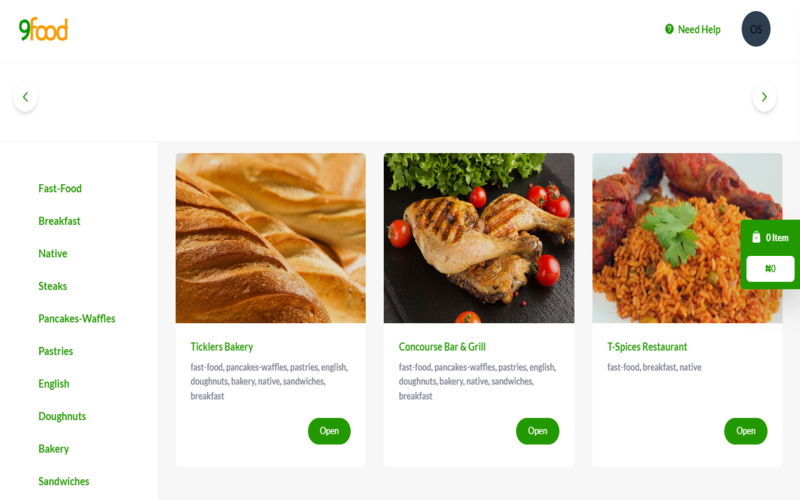 9food
Need Help
OS
Fast-Food
Breakfast
Native
Steaks
Pancakes-Waffles
Pastries
English
Doughnuts
Bakery
Sandwiches
Ticklers Bakery
fast-food, pancakes-waffles, pastries, english,
doughnuts, bakery, native, sandwiches,
breakfast
Open
Concourse Bar & Grill
fast-food, pancakes-waffles, pastries, english,
doughnuts, bakery, native, sandwiches,
breakfast
Open
T-Spices Restaurant
fast-food, breakfast, native
Open
0 Item
₦0